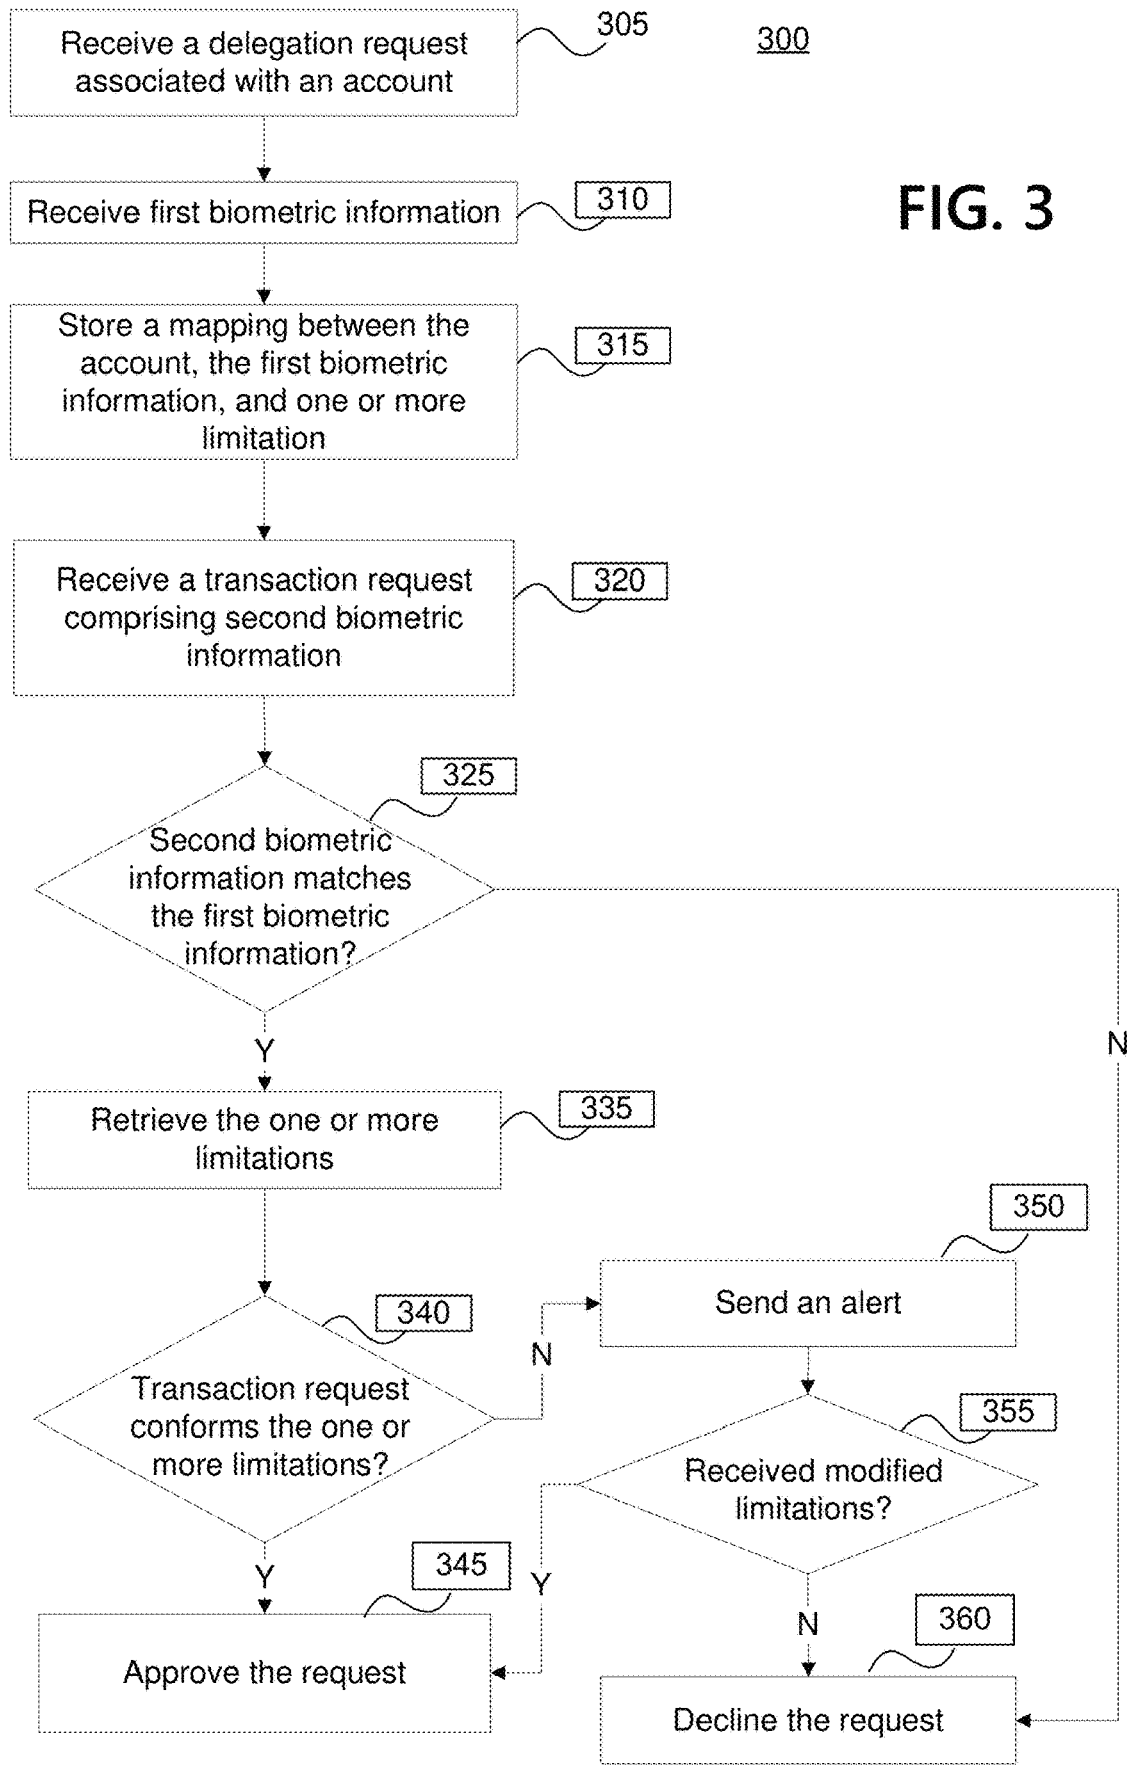 Receive a delegation request
associated with an account
305
300
Receive first biometric information
310
FIG. 3
Store a mapping between the
account, the first biometric
information, and one or more
limitation
315
Receive a transaction request
comprising second biometric
information
320
325
Second biometric
information matches
the first biometric
information?
N
Y
Retrieve the one or more
limitations
335
350
Send an alert
340
N
Transaction request
conforms the one or
more limitations?
355
Received modified
limitations?
Y
345
Y
N
360
Approve the request
Decline the request